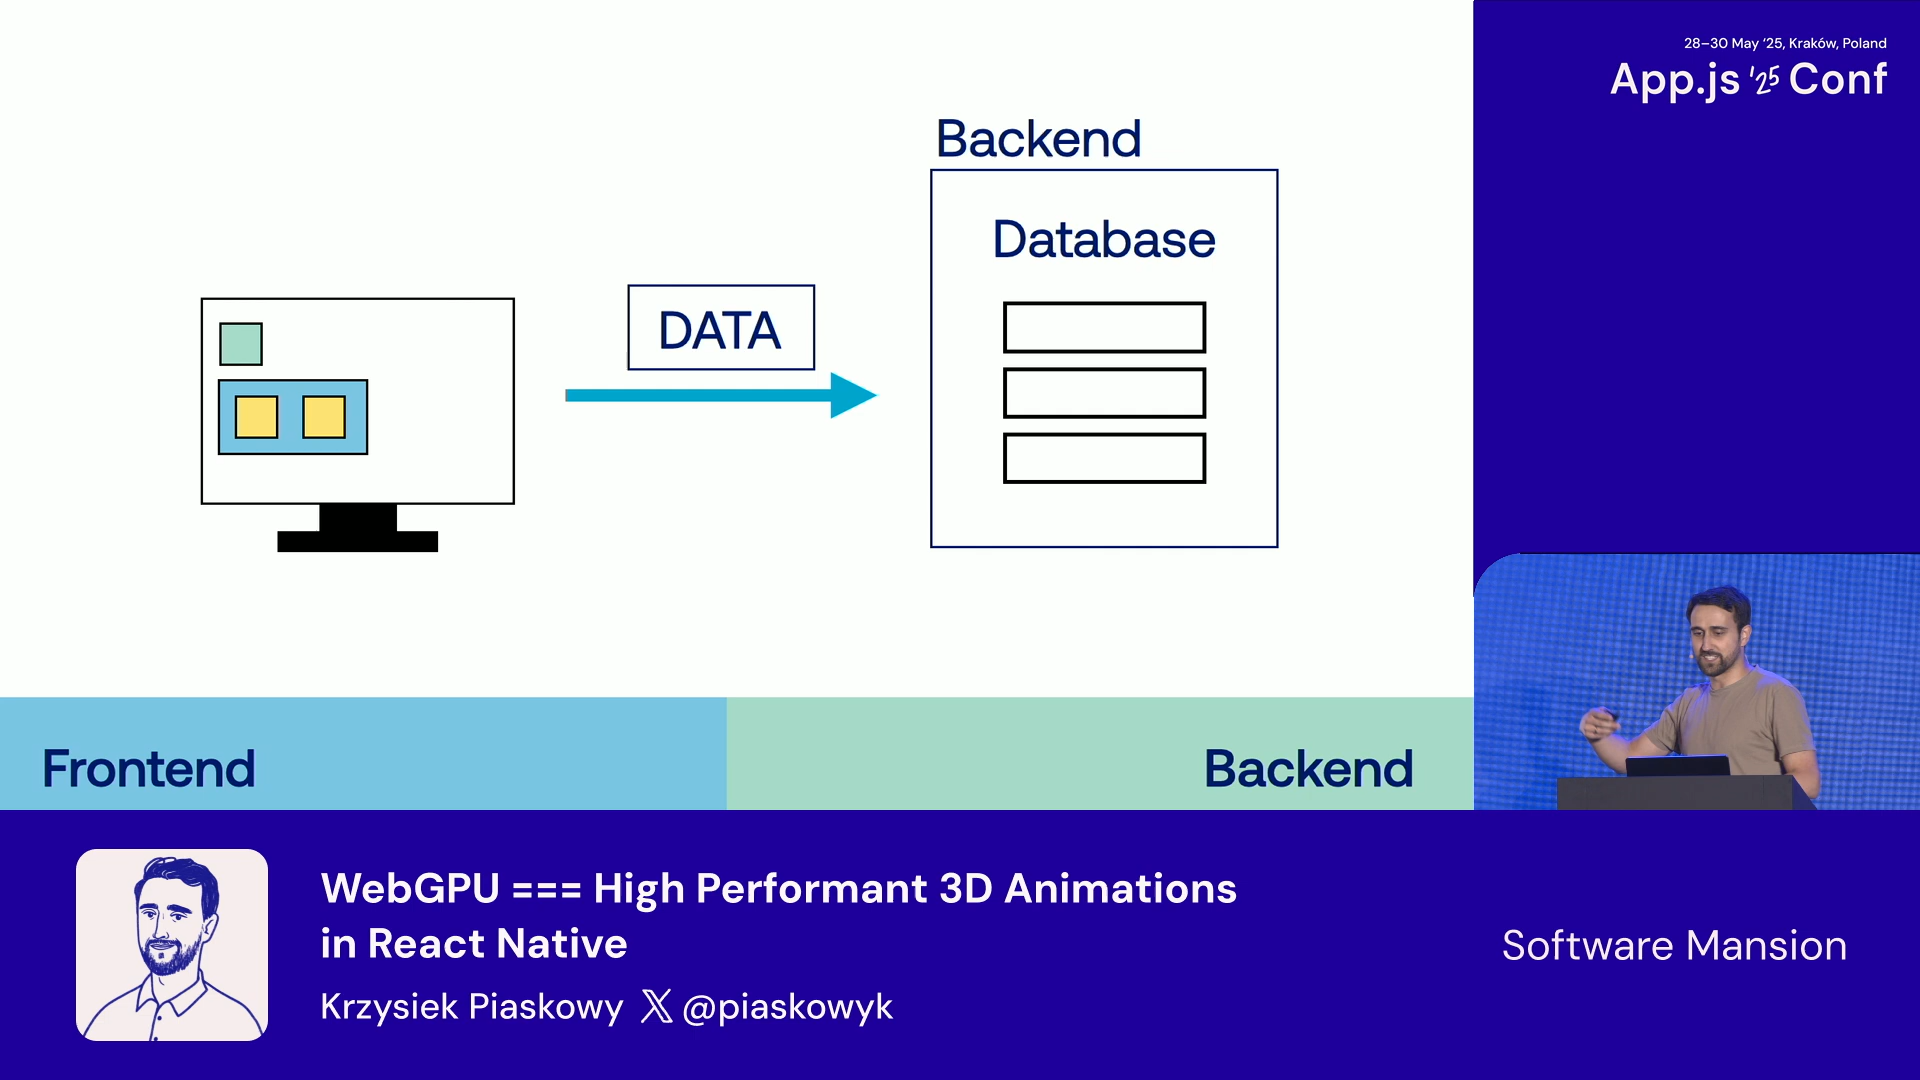 28–30 May ‘25, Kraków, Poland
App.js '25 Conf
Backend
Database
DATA
Frontend
Backend
WebGPU === High Performant 3D Animations
in React Native
Krzysiek Piaskowy 𝕏 @piaskowyk
Software Mansion